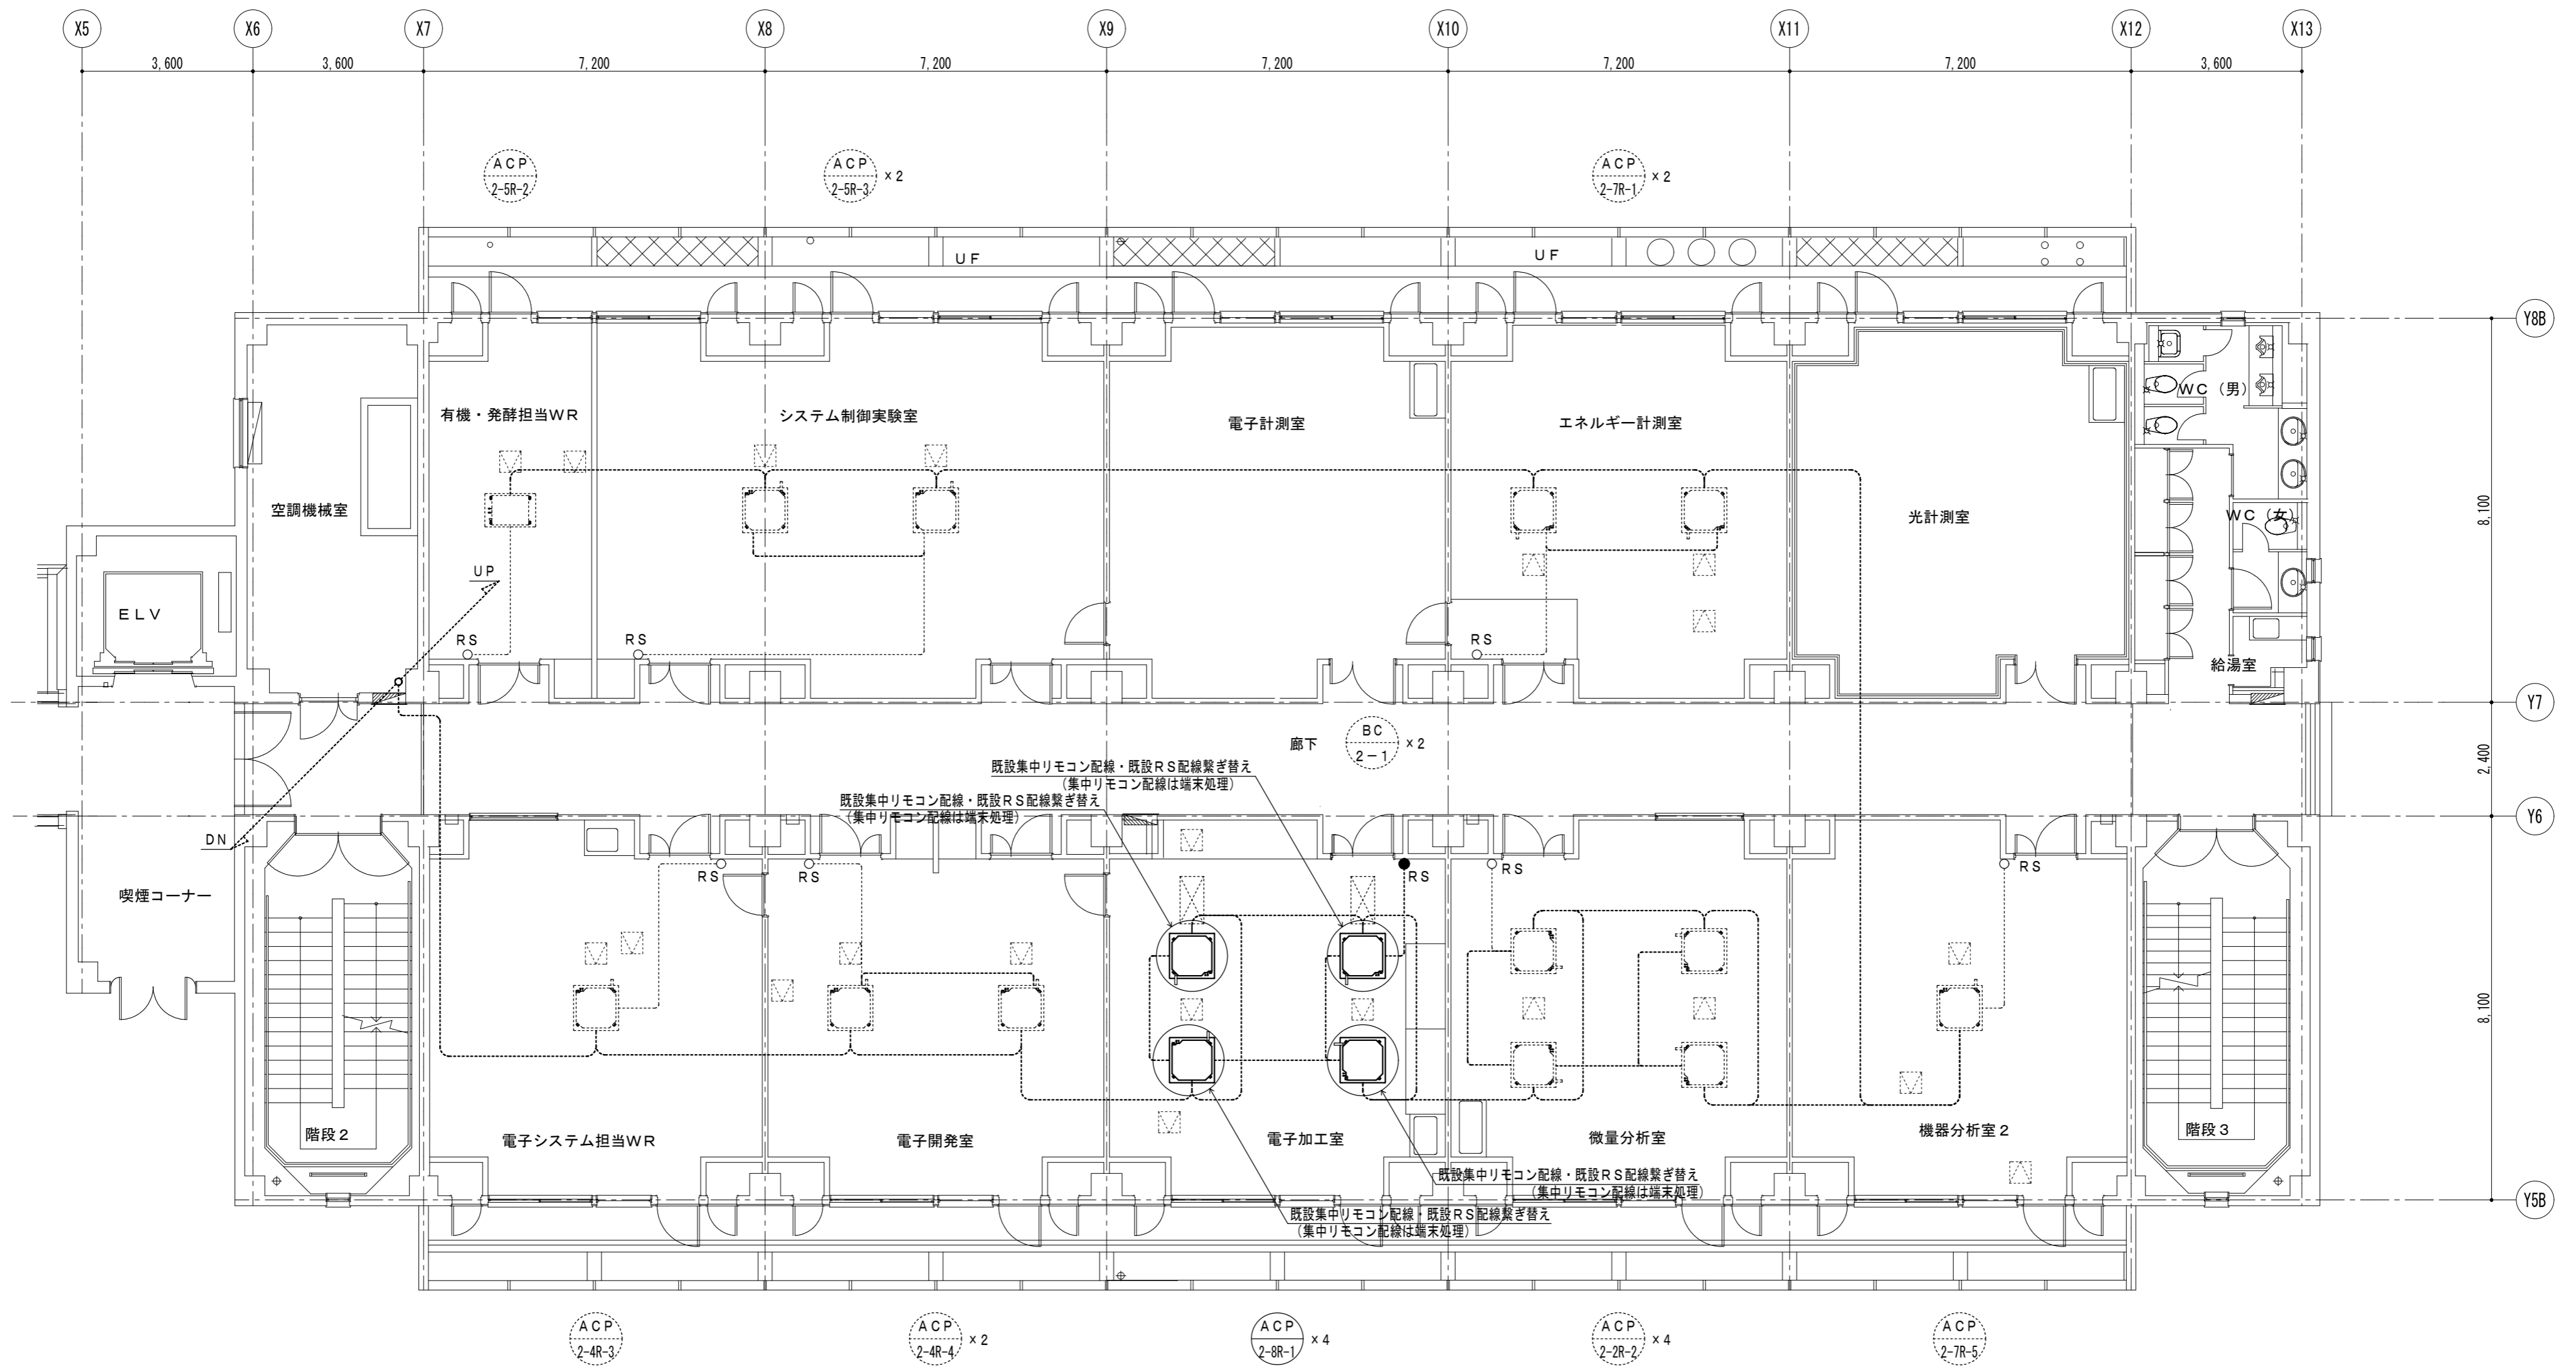 X5 X6 X7 X8 X9 X10 X11 X12 X13
3,600 3,600 7,200 7,200 7,200 7,200 7,200 3,600
ACP
2-5R-2
ACP
2-5R-3
×2
ACP
2-7R-1
×2
UF
UF
Y8B
有機・発酵担当WR
システム制御実験室
電子計測室
エネルギー計測室
WC(男)
空調機械室
光計測室
WC(女)
8,100
UP
ELV
RS
RS
RS
給湯室
Y7
廊下
BC
2-1
×2
2,400
既設集中リモコン配線・既設RS配線繋ぎ替え
(集中リモコン配線は端末処理)
既設集中リモコン配線・既設RS配線繋ぎ替え
(集中リモコン配線は端末処理)
Y6
DN
RS
RS
RS
RS
RS
喫煙コーナー
8,100
階段2
電子システム担当WR
電子開発室
電子加工室
微量分析室
機器分析室2
階段3
既設集中リモコン配線・既設RS配線繋ぎ替え
(集中リモコン配線は端末処理)
Y5B
既設集中リモコン配線・既設RS配線繋ぎ替え
(集中リモコン配線は端末処理)
ACP
2-4R-3
ACP
2-4R-4
×2
ACP
2-8R-1
×4
ACP
2-2R-2
×4
ACP
2-7R-5